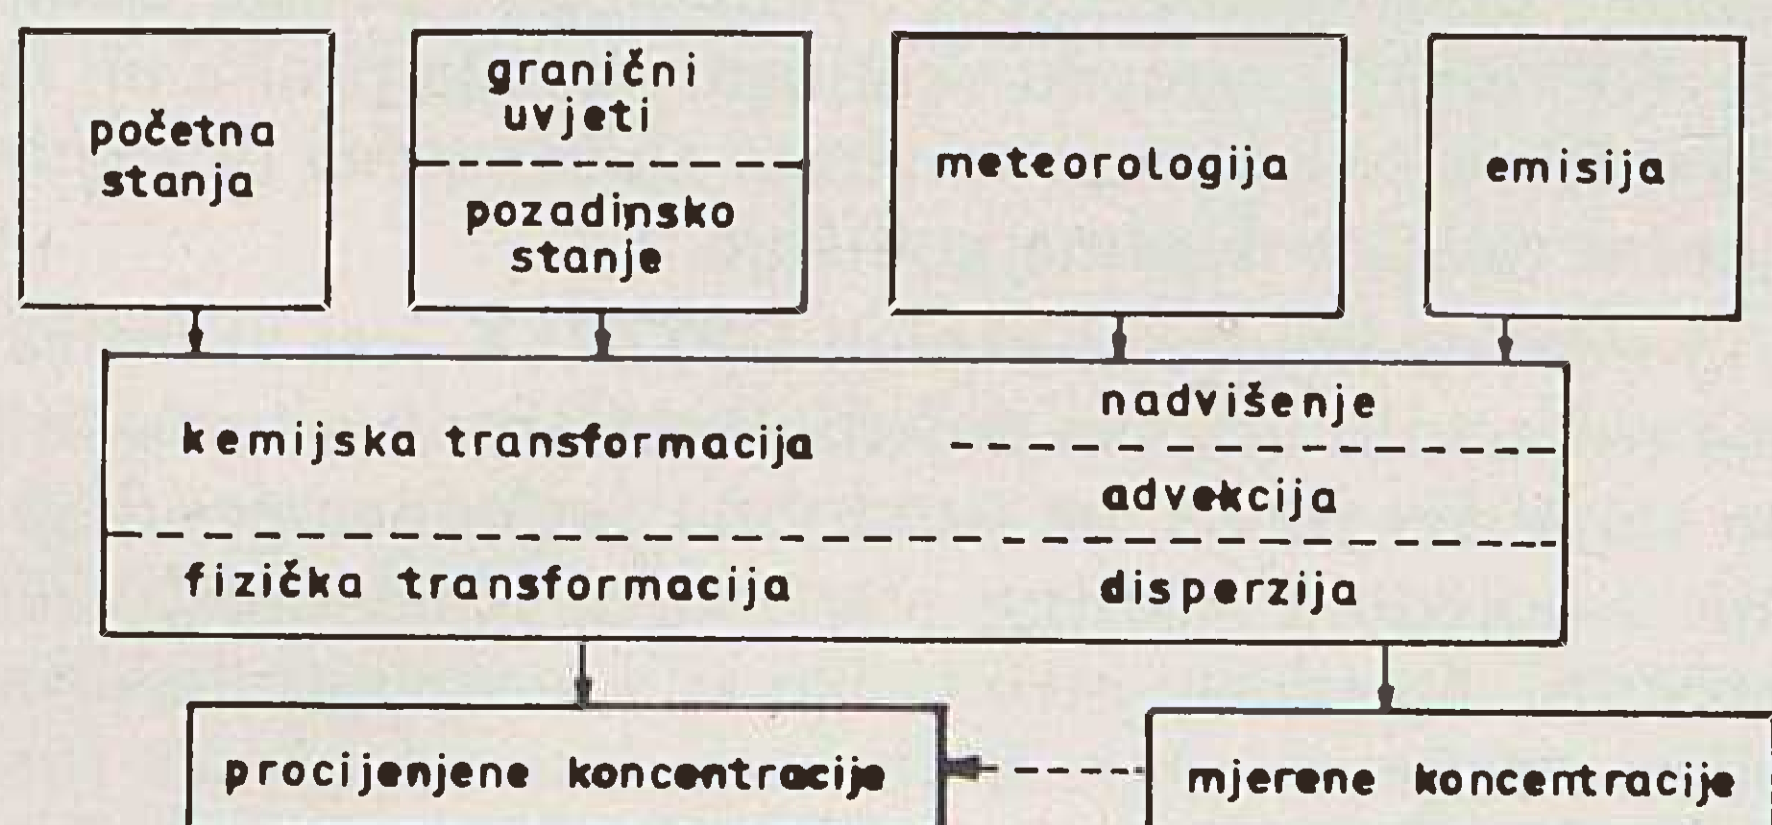 početna
stanja
granični
uvjeti
pozadinsko
stanje
meteorologija
emisija
kemijska transformacija
nadvišenje
advekcija
fizička transformacija
disperzija
procijenjene koncentracije
mjerene koncentracije